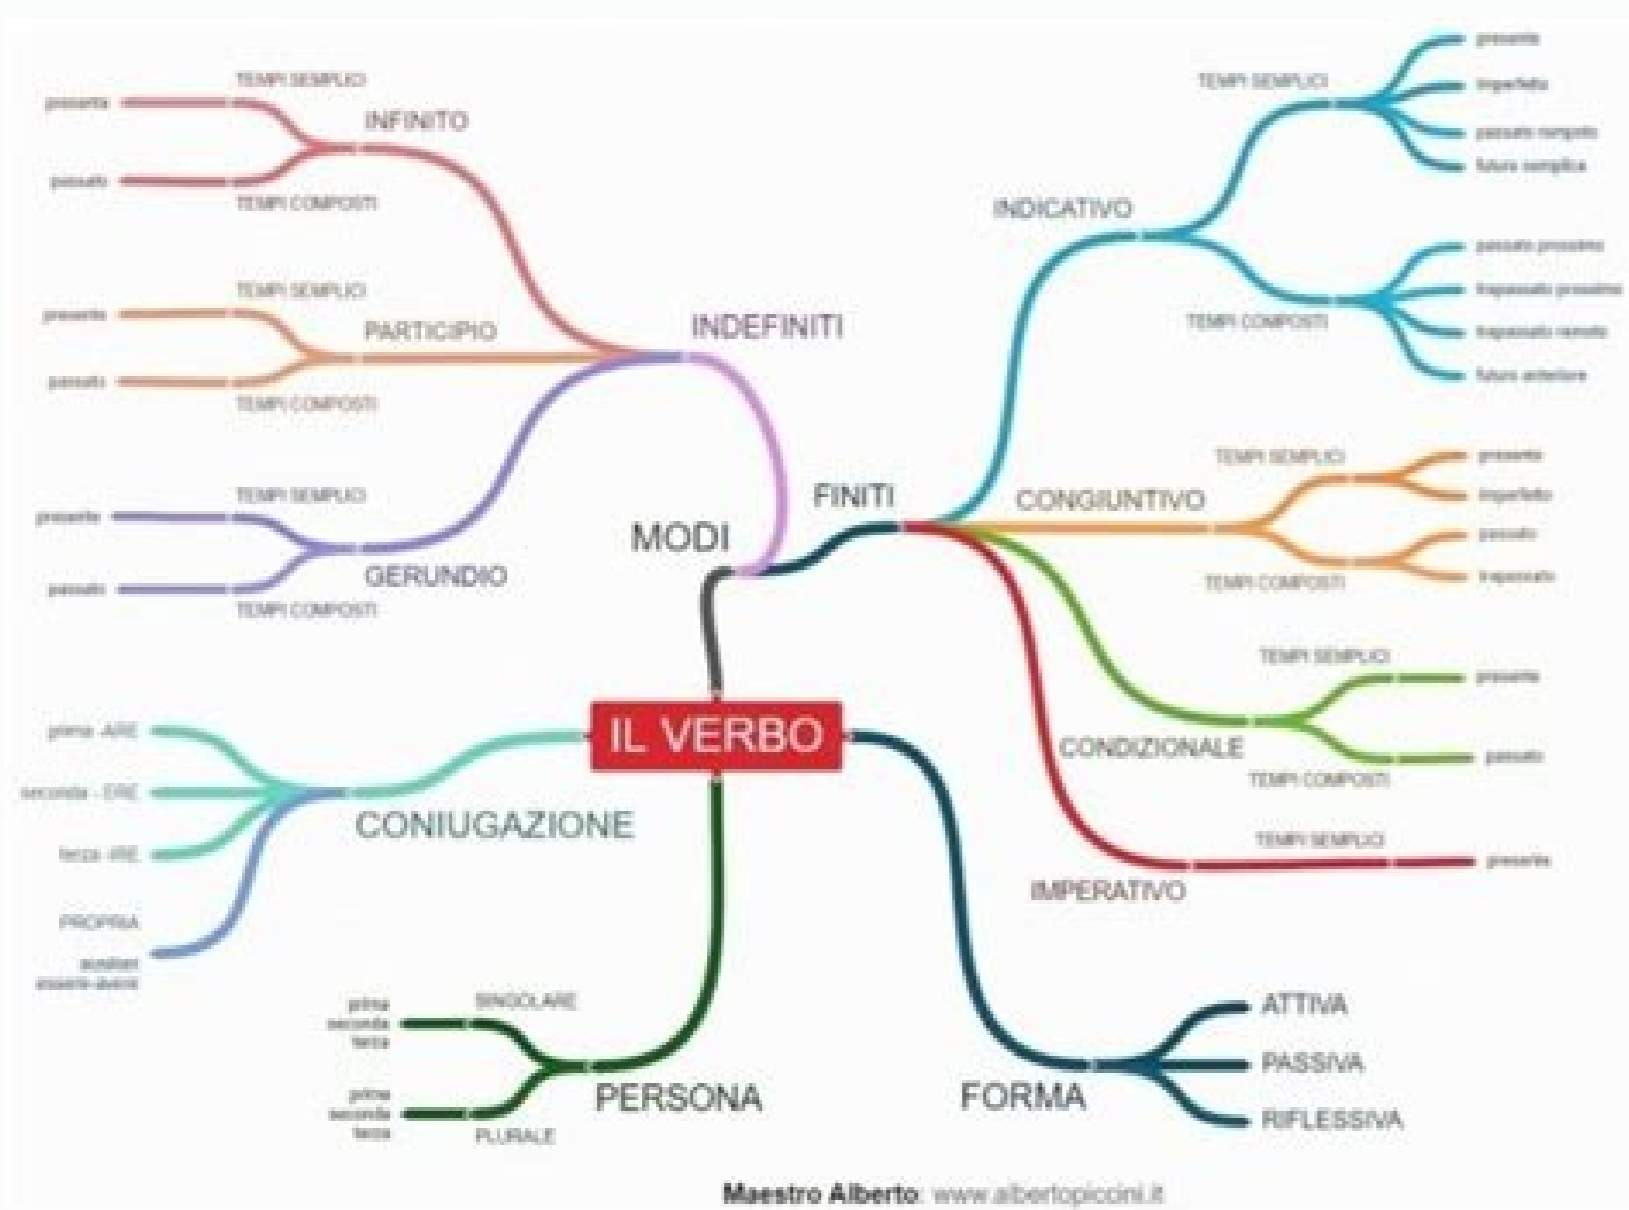 IL VERBO
MODI
INDEFINITI
INFINITO
TEMPI SEMPLICI
presente
TEMPI COMPOSTI
passato
PARTICIPIO
TEMPI SEMPLICI
presente
TEMPI COMPOSTI
passato
GERUNDIO
TEMPI SEMPLICI
presente
TEMPI COMPOSTI
passato
FINITI
INDICATIVO
TEMPI SEMPLICI
presente
imperfetto
passato
futuro semplice
TEMPI COMPOSTI
passato prossimo
trapassato prossimo
trapassato remoto
futuro anteriore
CONGIUNTIVO
TEMPI SEMPLICI
presente
imperfetto
TEMPI COMPOSTI
passato
trapassato
CONDIZIONALE
TEMPI SEMPLICI
presente
TEMPI COMPOSTI
passato
IMPERATIVO
TEMPI SEMPLICI
presente
CONIUGAZIONE
prima -ARE
seconda - ERE
terza -IRE
PROPRIA
ausiliari
essere-avere
PERSONA
SINGOLARE
prima
seconda
terza
PLURALE
prima
seconda
terza
FORMA
ATTIVA
PASSIVA
RIFLESSIVA
Maestro Alberto: www.albertopiccini.it